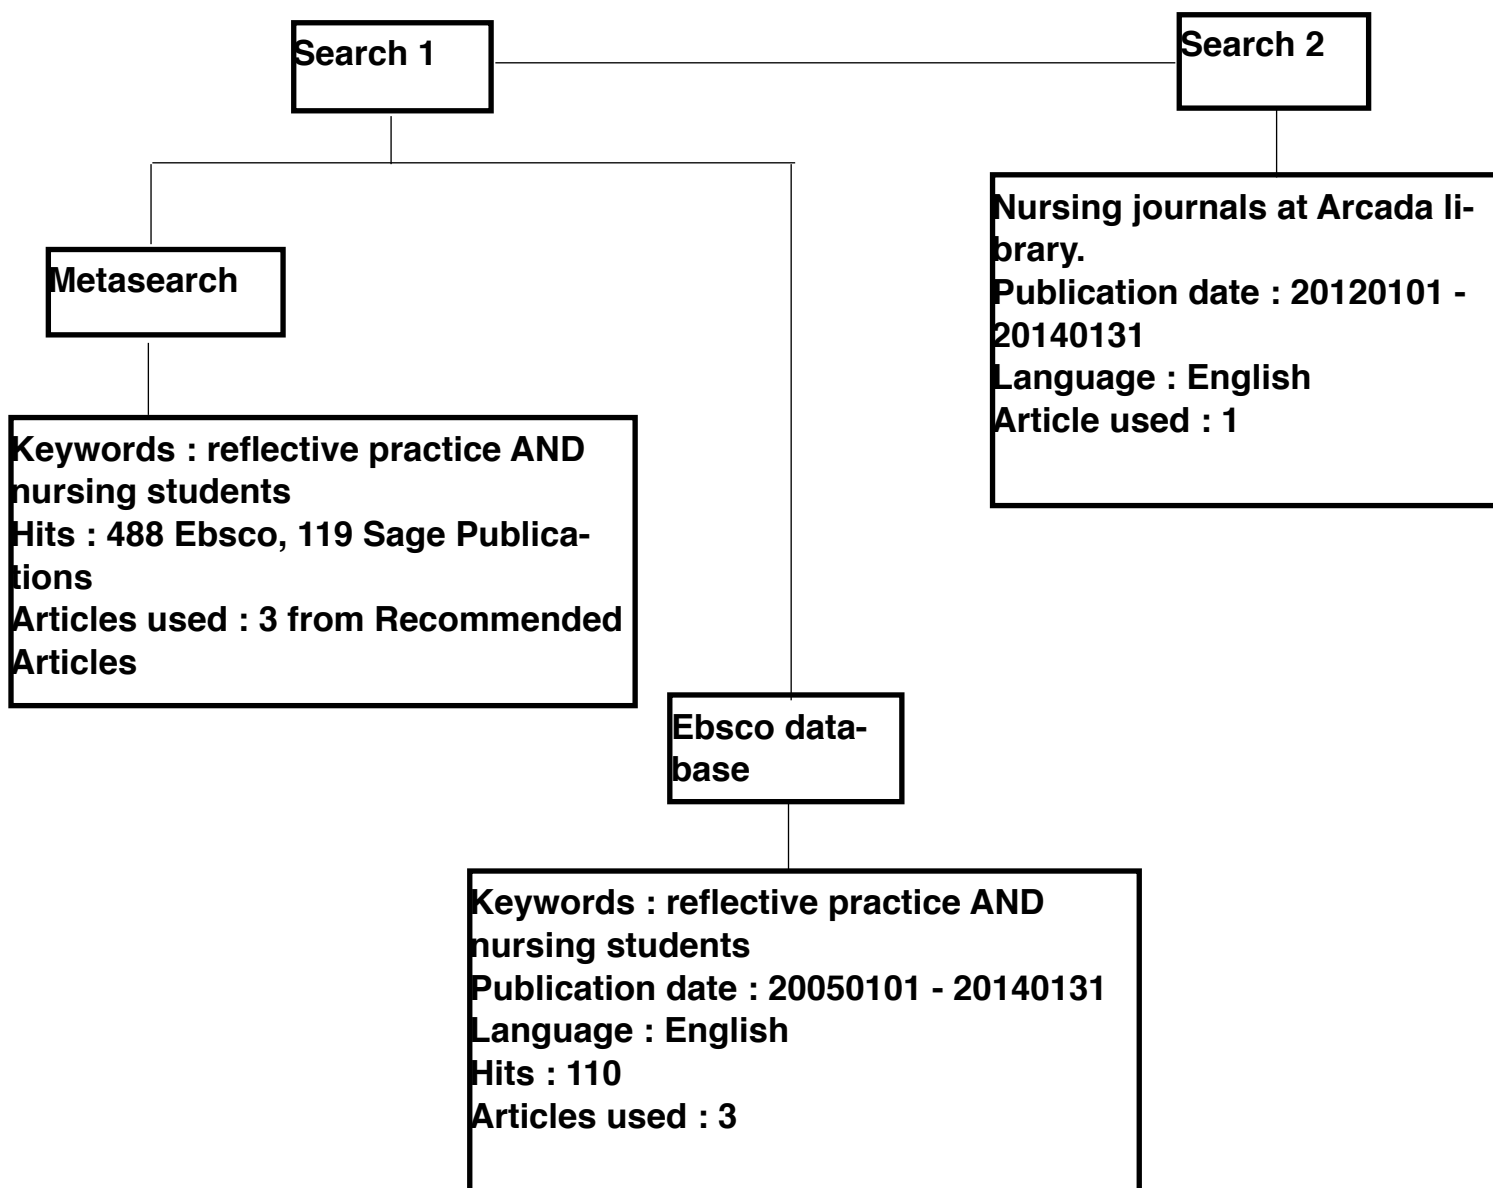 Search 1
Search 2
Nursing journals at Arcada li-
brary.
Publication date : 20120101 -
20140131
Language : English
Article used : 1
Metasearch
Keywords : reflective practice AND
nursing students
Hits : 488 Ebsco, 119 Sage Publica-
tions
Articles used : 3 from Recommended
Articles
Ebsco data-
base
Keywords : reflective practice AND
nursing students
Publication date : 20050101 - 20140131
Language : English
Hits : 110
Articles used : 3